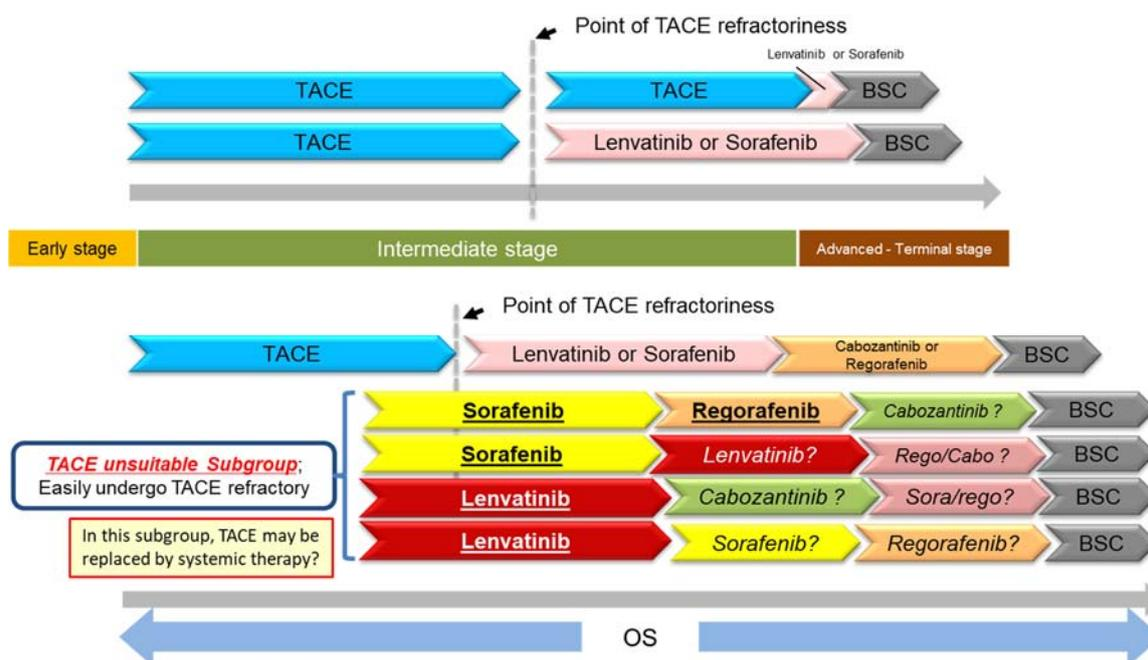 Point of TACE refractoriness
Lenvatinib or Sorafenib
TACE
TACE
BSC
TACE
Lenvatinib or Sorafenib
BSC
Early stage
Intermediate stage
Advanced - Terminal stage
Point of TACE refractoriness
TACE
Lenvatinib or Sorafenib
Cabozantinib or
Regorafenib
BSC
Sorafenib
Regorafenib
Cabozantinib ?
BSC
TACE unsuitable Subgroup;
Easily undergo TACE refractory
Sorafenib
Lenvatinib?
Rego/Cabo ?
BSC
Lenvatinib
Cabozantinib ?
Sora/rego?
BSC
In this subgroup, TACE may be
replaced by systemic therapy?
Lenvatinib
Sorafenib?
Regorafenib?
BSC
OS